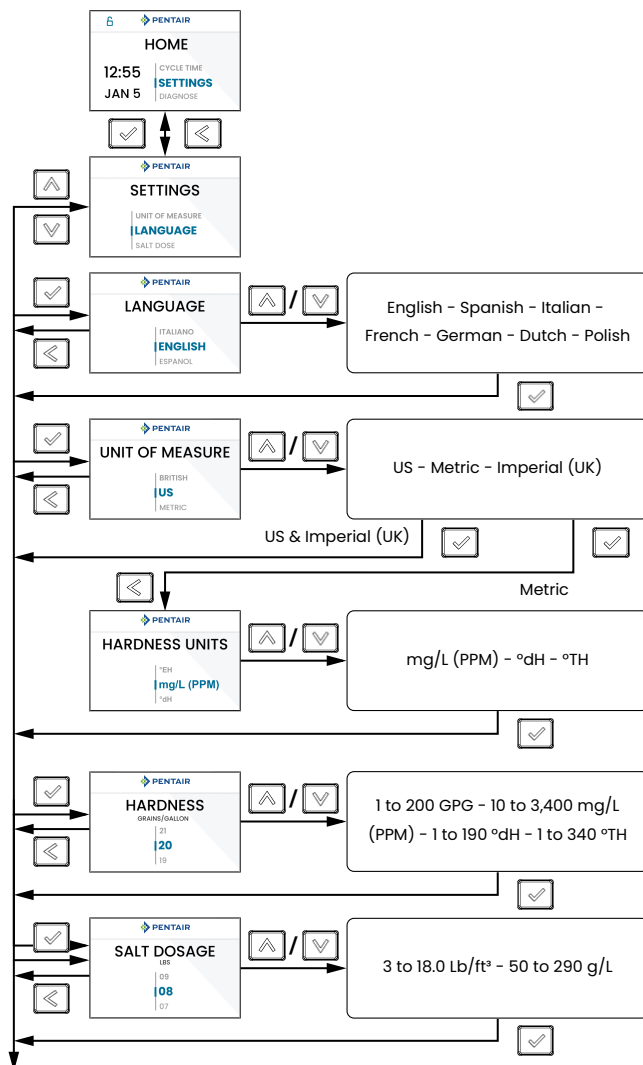 PENTAIR
HOME
12:55
JAN 5
CYCLE TIME
SETTINGS
DIAGNOSE
PENTAIR
SETTINGS
UNIT OF MEASURE
LANGUAGE
SALT DOSE
PENTAIR
LANGUAGE
ITALIANO
ENGLISH
ESPANOL
/
English - Spanish - Italian -
French - German - Dutch - Polish
PENTAIR
UNIT OF MEASURE
BRITISH
US
METRIC
/
US - Metric - Imperial (UK)
US & Imperial (UK)
Metric
PENTAIR
HARDNESS UNITS
°EH
mg/L (PPM)
°dH
/
mg/L (PPM) - °dH - °TH
PENTAIR
HARDNESS
GRAINS/GALLON
21
20
19
/
1 to 200 GPG - 10 to 3,400 mg/L
(PPM) - 1 to 190 °dH - 1 to 340 °TH
PENTAIR
SALT DOSAGE
LBS
09
08
07
/
3 to 18.0 Lb/ft³ - 50 to 290 g/L